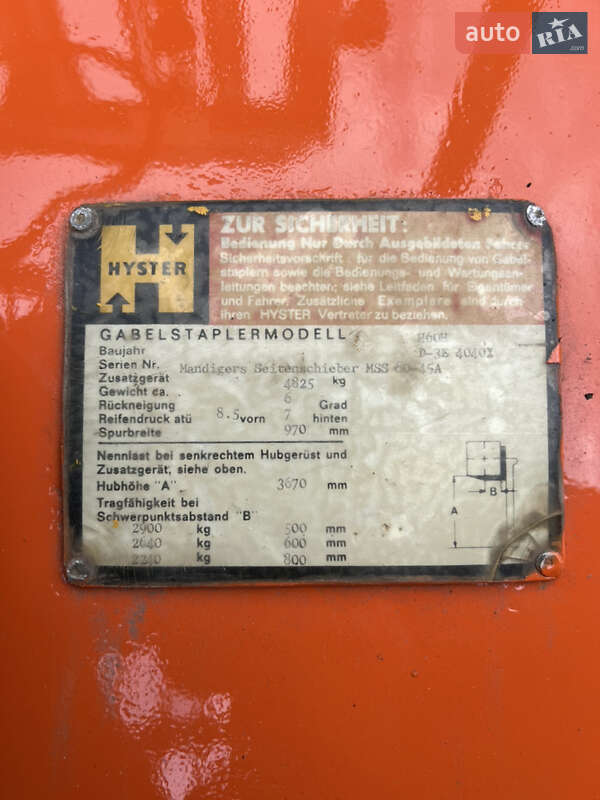 auto RIA.com
HYSTER
ZUR SICHERHEIT:
Bedienung Nur Durch Ausgebildeten Fahrer
Sicherheitsvorschrift. für die Bedienung von Gabel-
staplern sowie die Bedienungs- und Wartungsan-
leitungen beachten; siehe Leitfaden für Eigentümer
und Fahrer. Zusätzliche Exemplare sind durch
Ihren HYSTER Vertreter zu beziehen.
GABELSTAPLERMODELL H60H
Baujahr
Serien Nr. D-3B 4040X
Zusatzgerät Mandigers Seitenschieber MSS 60-45A
Gewicht ca. 4825 kg
Rückneigung 6 Grad
Reifendruck atü 8.5 vorn 7 hinten
Spurbreite 970 mm
Nennlast bei senkrechtem Hubgerüst und
Zusatzgerät, siehe oben.
Hubhöhe "A" 3670 mm
Tragfähigkeit bei
Schwerpunktsabstand "B"
2900 kg 500 mm
2640 kg 600 mm
2240 kg 800 mm
B
A